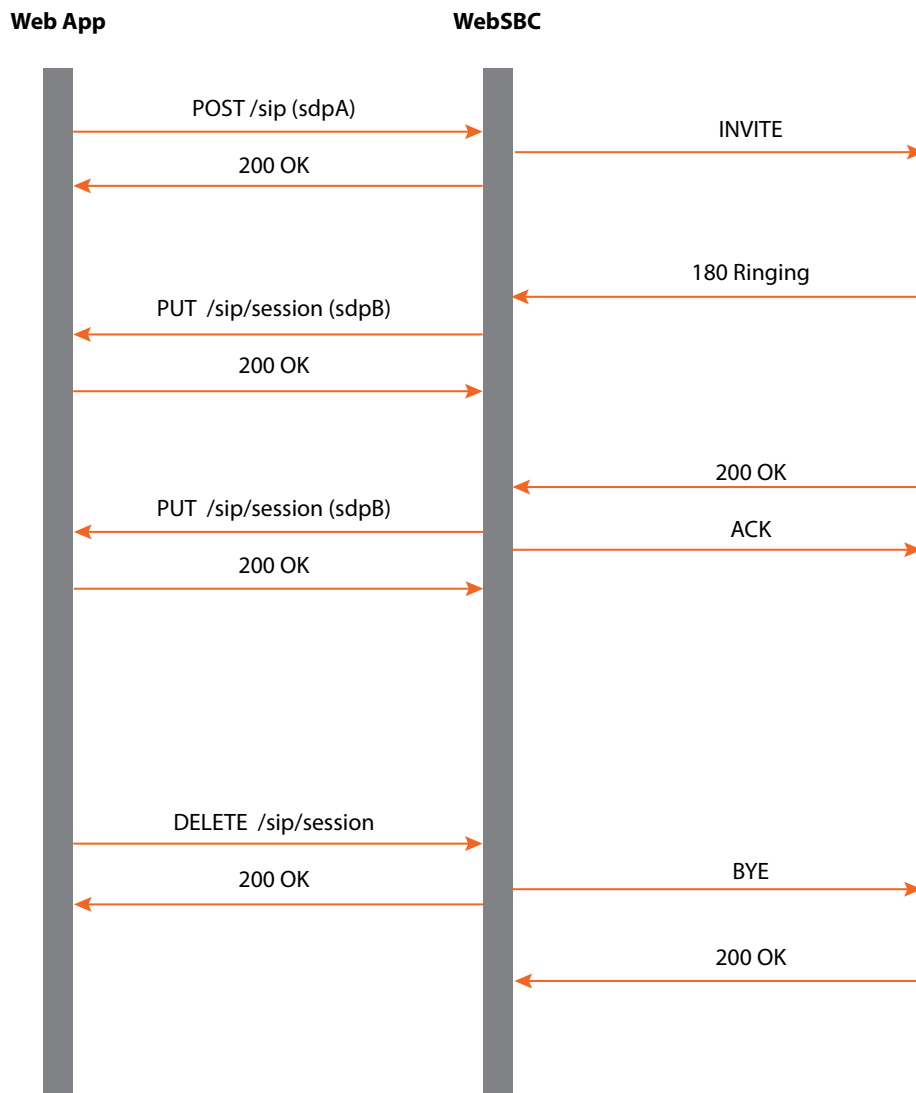 Web App
WebSBC
POST /sip (sdpA)
INVITE
200 OK
180 Ringing
PUT  /sip/session (sdpB)
200 OK
200 OK
PUT  /sip/session (sdpB)
ACK
200 OK
DELETE  /sip/session
BYE
200 OK
200 OK